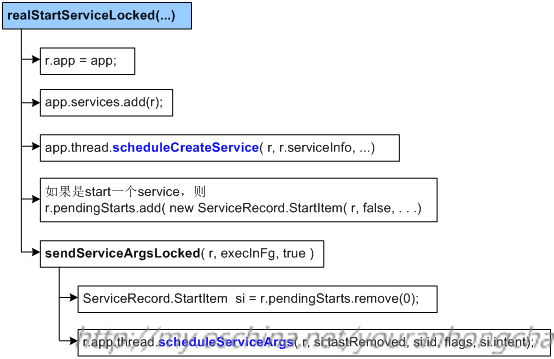 realStartServiceLocked(...)
r.app = app;
app.services.add(r);
app.thread.scheduleCreateService( r, r.serviceInfo, ...)
如果是start一个service，则
r.pendingStarts.add( new ServiceRecord.StartItem( r, false, . . .)
sendServiceArgsLocked( r, execInFg, true )
ServiceRecord.StartItem si = r.pendingStarts.remove(0);
r.app.thread.scheduleServiceArgs( r, si.tastRemoved, si.id, flags, si.intent);
http://my.oschina.net/youranhongcha